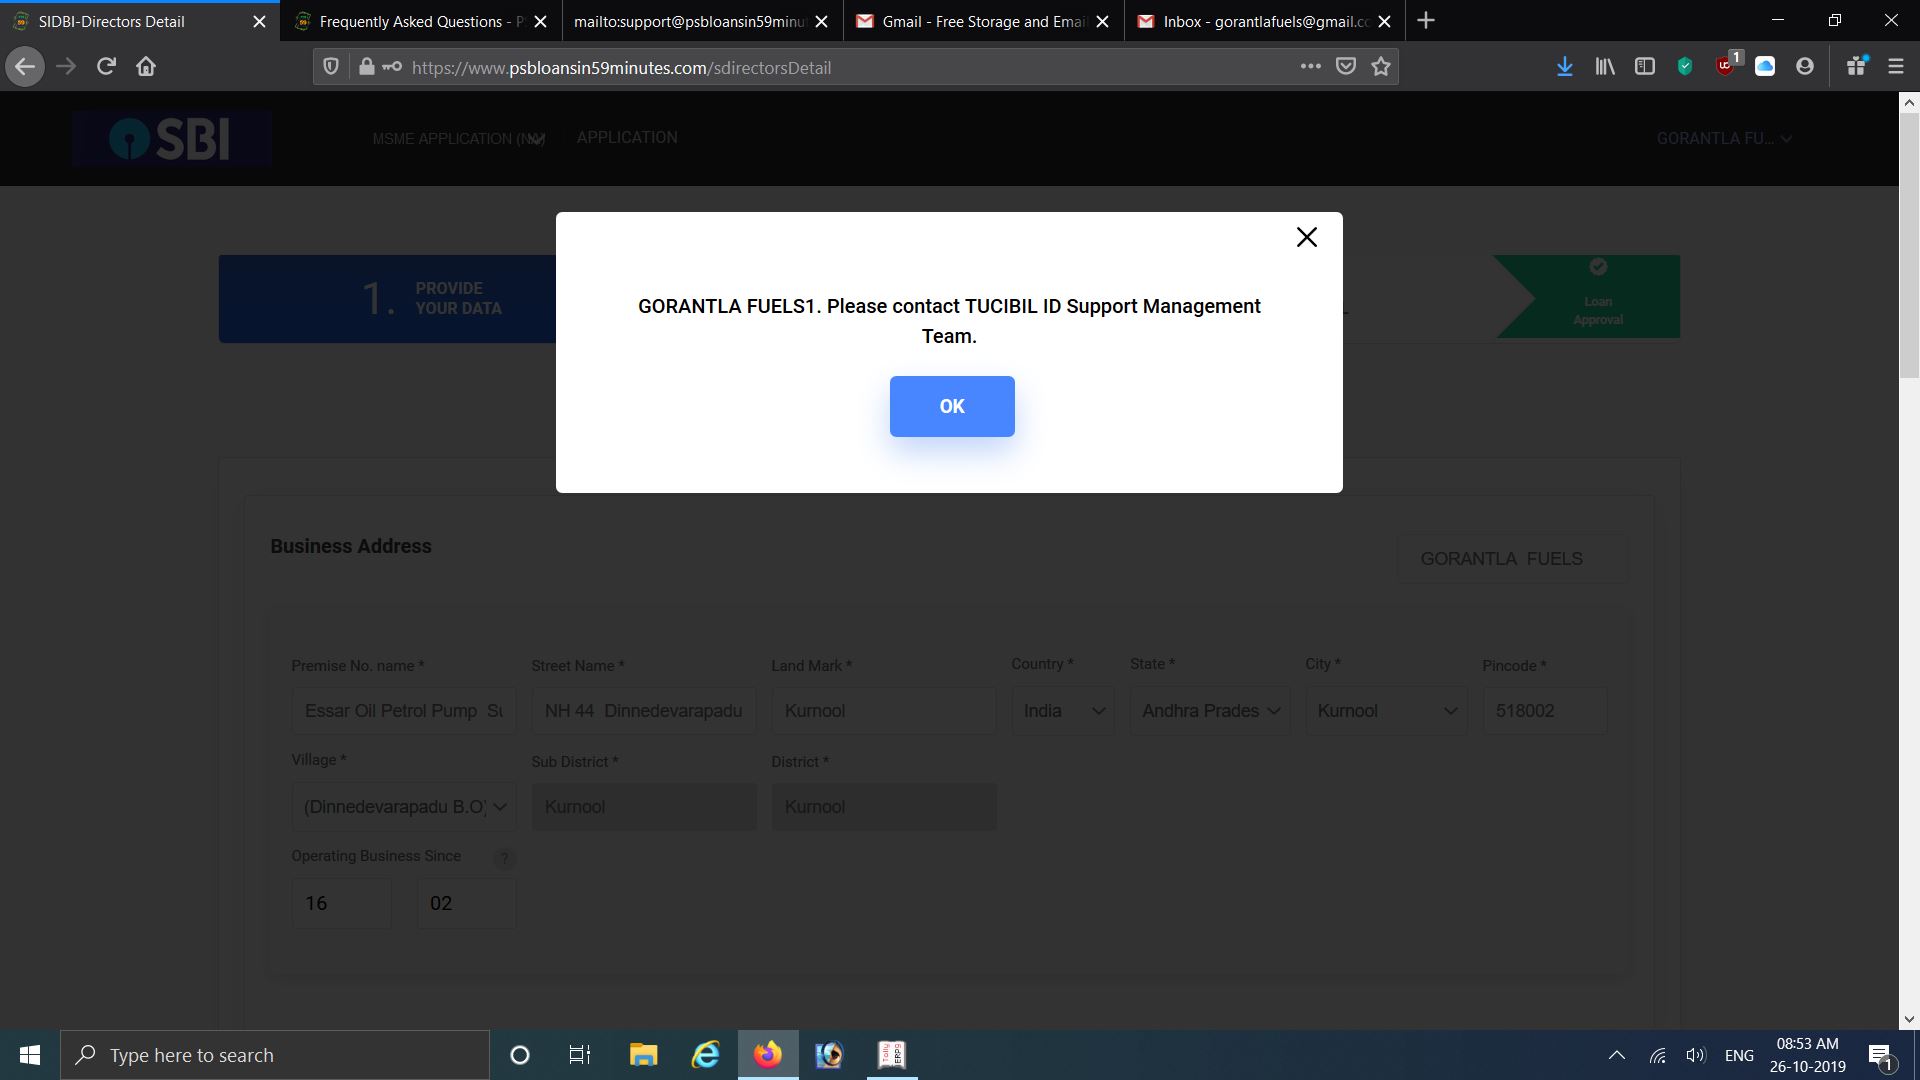 SIDBI-Directors Detail
Frequently Asked Questions - P
mailto:support@psbloansin59minu
Gmail - Free Storage and Email
Inbox - gorantlafuels@gmail.co
https://www.psbloansin59minutes.com/sdirectorsDetail
1
SBI
MSME APPLICATION
APPLICATION
GORANTLA FU...
1.
PROVIDE
YOUR DATA
Loan
Approval
GORANTLA FUELS1. Please contact TUCIBIL ID Support Management
Team.
OK
Business Address
GORANTLA FUELS
Premise No. name *
Street Name *
Land Mark *
Country *
State *
City *
Pincode *
Essar Oil Petrol Pump Su
NH 44 Dinnedevarapadu
Kurnool
India
Andhra Prades
Kurnool
518002
Village *
Sub District *
District *
(Dinnedevarapadu B.O)
Kurnool
Kurnool
Operating Business Since
?
16
02
Type here to search
Tally
ERP9
ENG
08:53 AM
26-10-2019
1